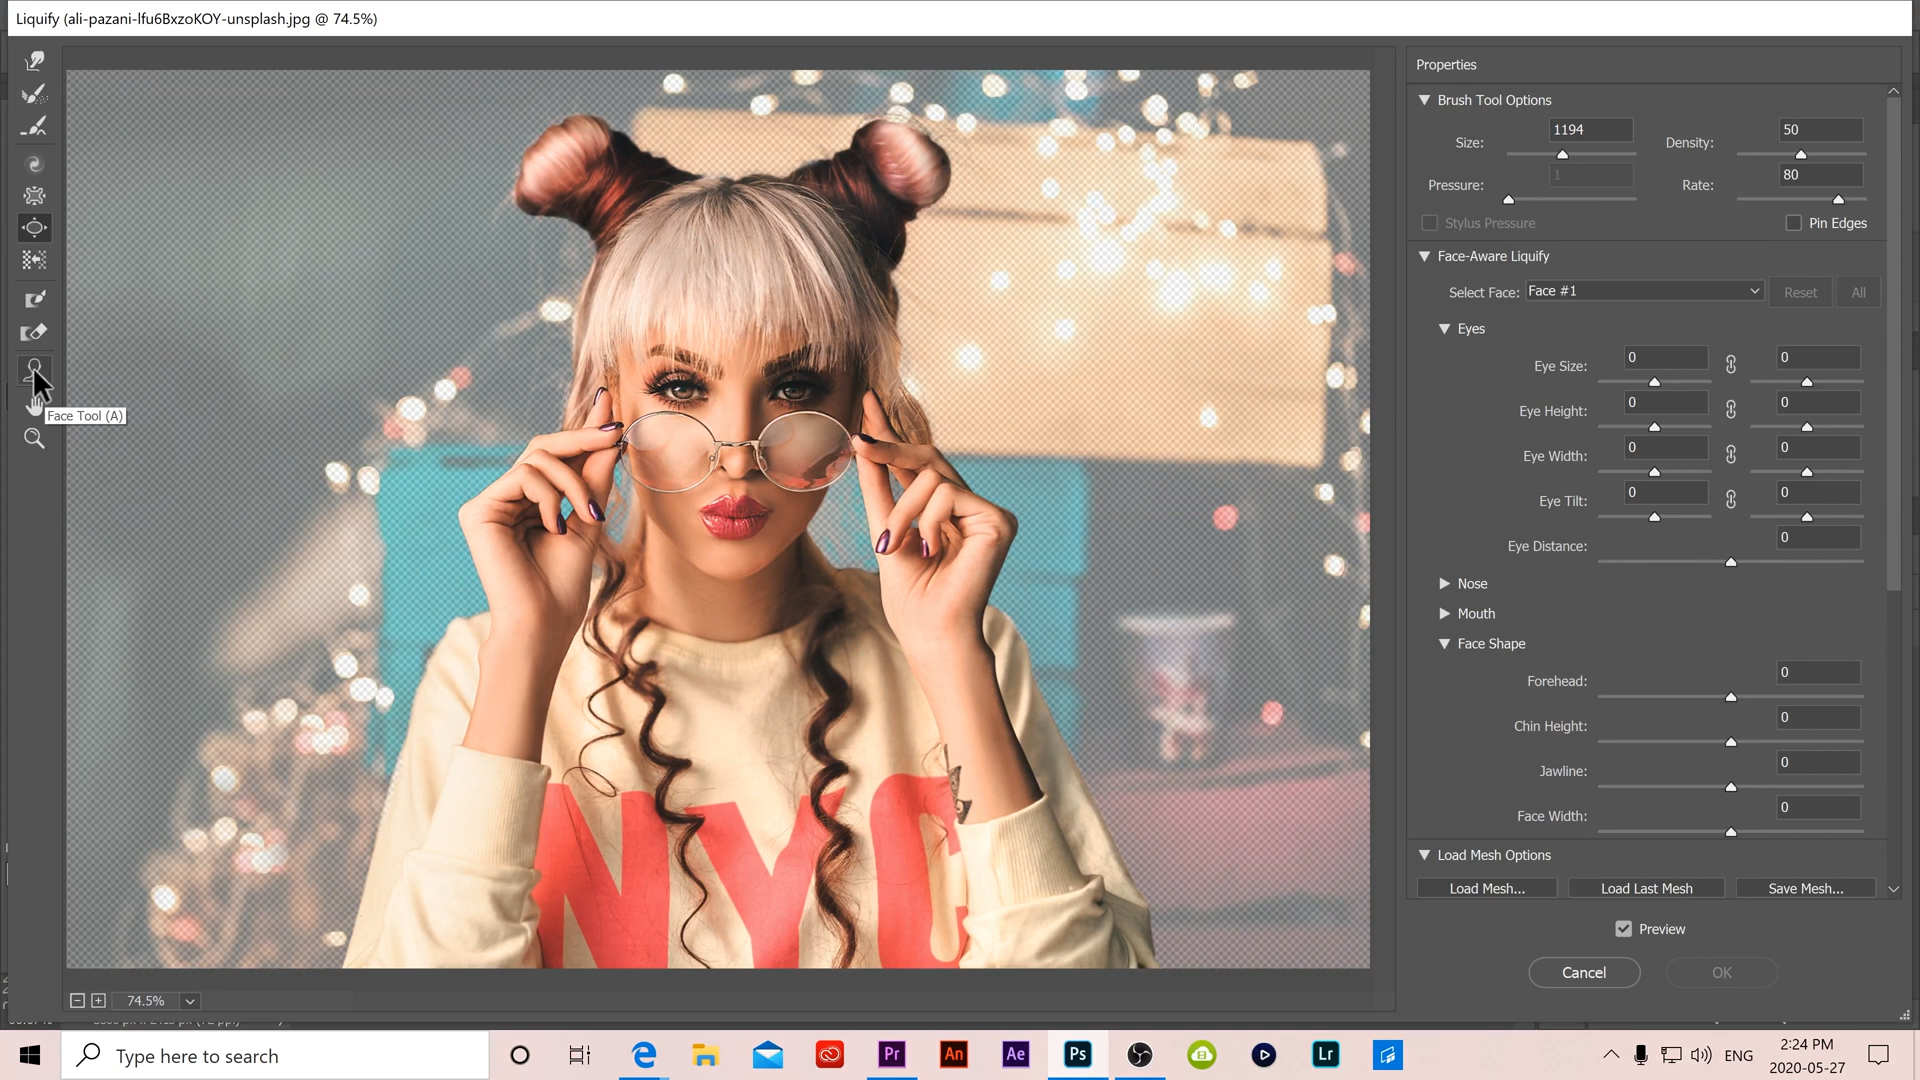 Liquify (ali-pazani-lfu6BxzoKOY-unsplash.jpg @ 74.5%)
Properties
Brush Tool Options
Size: 1194 Density: 50
Pressure: 1 Rate: 80
Stylus Pressure Pin Edges
Face-Aware Liquify
Select Face: Face #1 Reset All
Eyes
Eye Size: 0 0
Eye Height: 0 0
Eye Width: 0 0
Eye Tilt: 0 0
Eye Distance: 0
Nose
Mouth
Face Shape
Forehead: 0
Chin Height: 0
Jawline: 0
Face Width: 0
Load Mesh Options
Load Mesh... Load Last Mesh Save Mesh...
Preview
Cancel OK
Face Tool (A)
NYC
74.5%
Type here to search
Pr An Ae Ps Lr
ENG
2:24 PM
2020-05-27